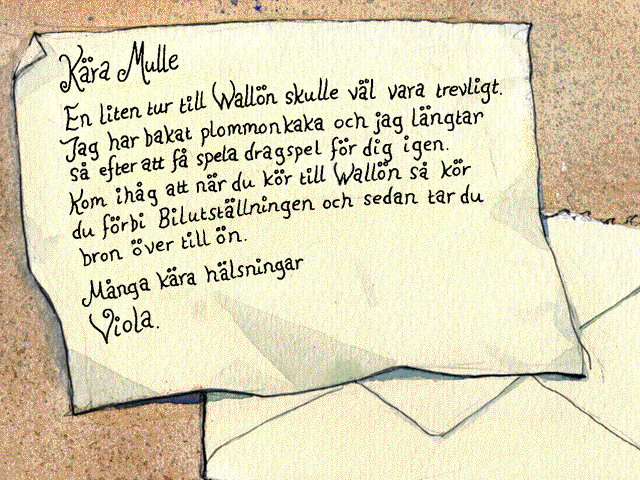 Kära Mulle
En liten tur till Wallön skulle väl vara trevligt.
Jag har bakat plommonkaka och jag längtar
så efter att få spela dragspel för dig igen.
Kom ihåg att när du kör till Wallön så kör
du förbi Bilutställningen och sedan tar du
bron över till ön.
Många kära hälsningar
Viola.